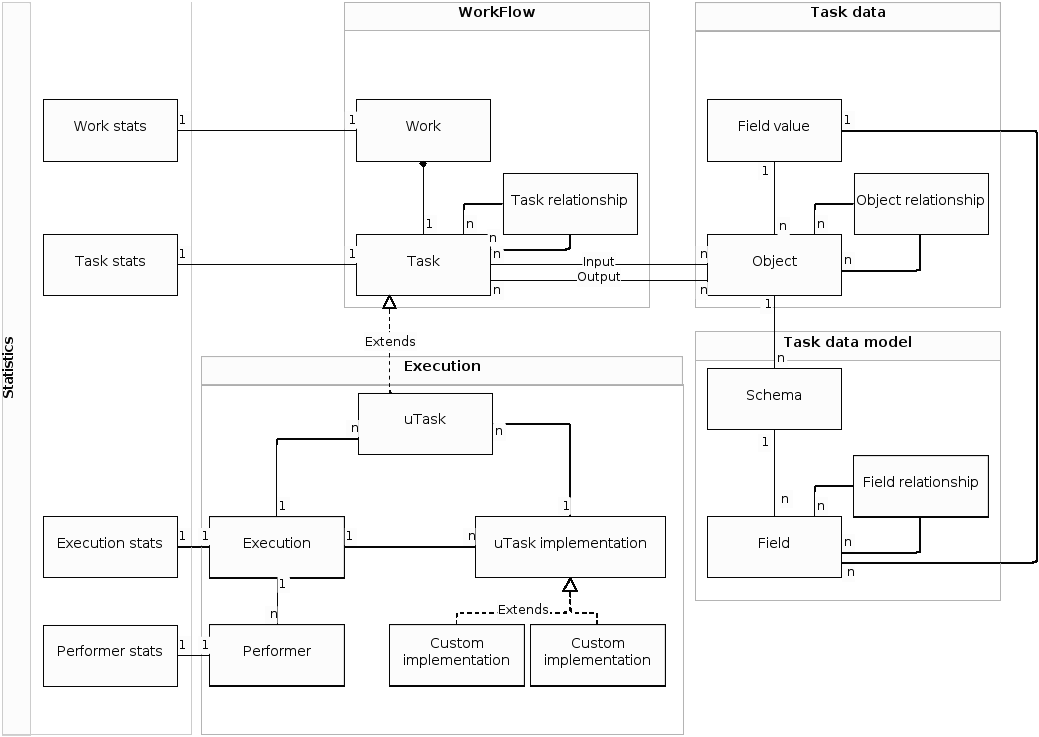 WorkFlow
Task data
Work stats
1
1
Work
Field value
1
1
Task relationship
Object relationship
1
n
n
n
n
Task stats
1
1
Task
n
Input
n
Object
n
Output
n
n
1
Extends
n
Task data model
Statistics
Execution
Schema
uTask
n
n
1
Field relationship
n
n
1
1
Execution stats
1
1
Execution
1
n
uTask implementation
Field
n
n
1
n
Extends
Performer stats
1
1
Performer
Custom
implementation
Custom
implementation